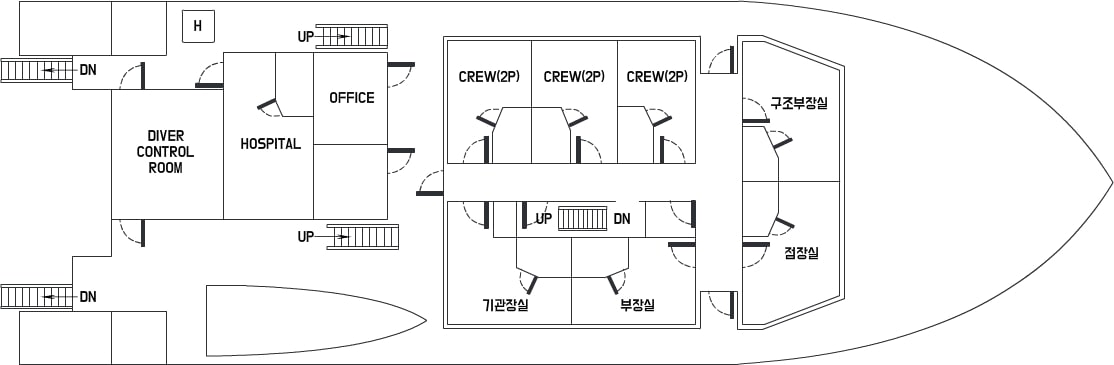 H
UP
DN
CREW(2P)
CREW(2P)
CREW(2P)
OFFICE
구조부장실
DIVER
CONTROL
ROOM
HOSPITAL
UP
DN
UP
점장실
DN
기관장실
부장실